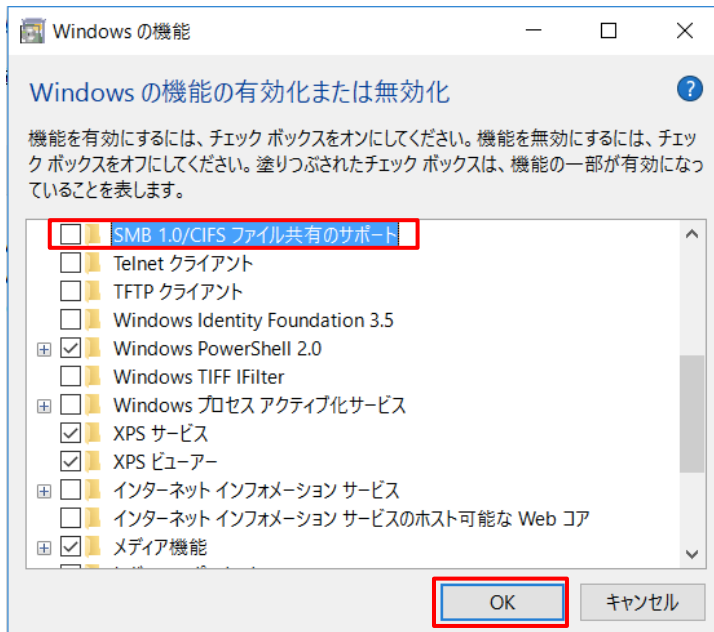 Windows の機能
Windows の機能の有効化または無効化
?
機能を有効にするには、チェック ボックスをオンにしてください。機能を無効にするには、チェッ
ク ボックスをオフにしてください。塗りつぶされたチェック ボックスは、機能の一部が有効になっ
ていることを表します。
SMB 1.0/CIFS ファイル共有のサポート
Telnet クライアント
TFTP クライアント
Windows Identity Foundation 3.5
Windows PowerShell 2.0
Windows TIFF IFilter
Windows プロセス アクティブ化サービス
XPS サービス
XPS ビューアー
インターネット インフォメーション サービス
インターネット インフォメーション サービスのホスト可能な Web コア
メディア機能
OK
キャンセル